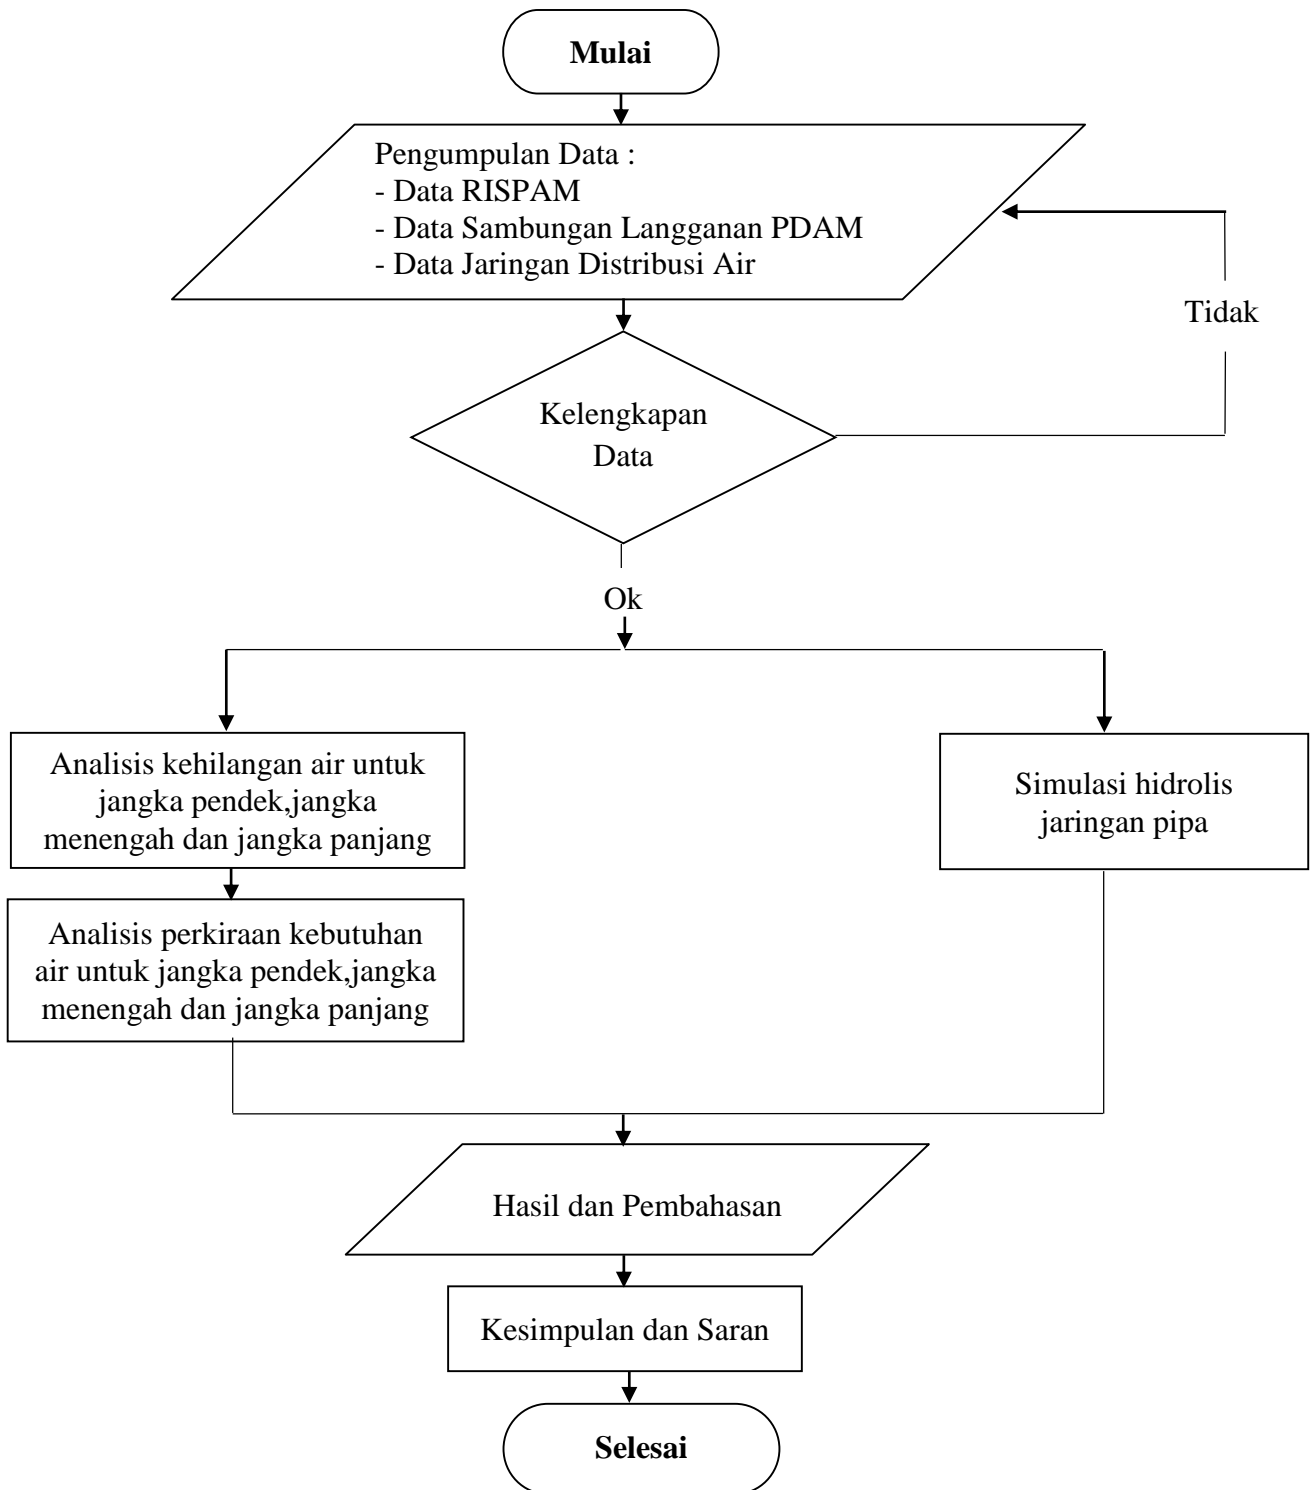 Mulai
Pengumpulan Data :
- Data RISPAM
- Data Sambungan Langganan PDAM
- Data Jaringan Distribusi Air
Tidak
Kelengkapan
Data
Ok
Analisis kehilangan air untuk
jangka pendek,jangka
menengah dan jangka panjang
Simulasi hidrolis
jaringan pipa
Analisis perkiraan kebutuhan
air untuk jangka pendek,jangka
menengah dan jangka panjang
Hasil dan Pembahasan
Kesimpulan dan Saran
Selesai